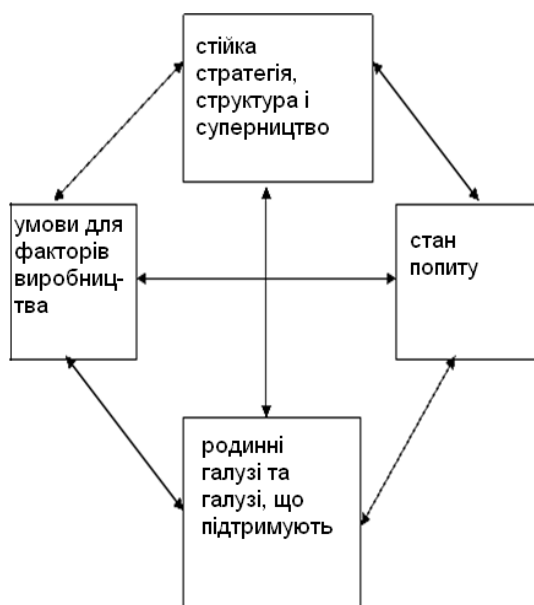 стійка
стратегія,
структура і
суперництво
умови для
факторів
виробниц-
тва
стан
попиту
родинні
галузі та
галузі, що
підтримують